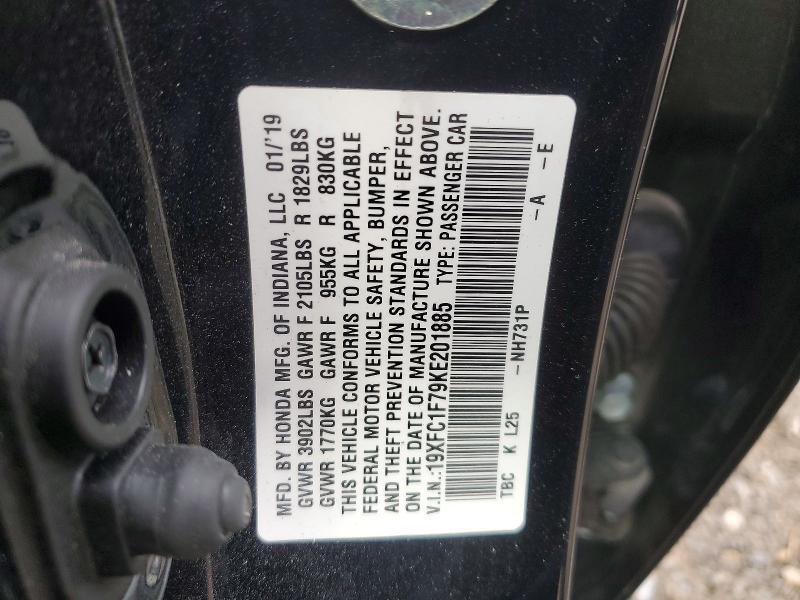 MFD. BY HONDA MFG. OF INDIANA, LLC 01/'19
GVWR 3902LBS GAWR F 2105LBS R 1829LBS
GVWR 1770KG GAWR F 955KG R 830KG
THIS VEHICLE CONFORMS TO ALL APPLICABLE
FEDERAL MOTOR VEHICLE SAFETY, BUMPER,
AND THEFT PREVENTION STANDARDS IN EFFECT
ON THE DATE OF MANUFACTURE SHOWN ABOVE.
V.I.N.:19XFC1F79KE201885 TYPE: PASSENGER CAR
TBC K L25 -NH731P -A -E